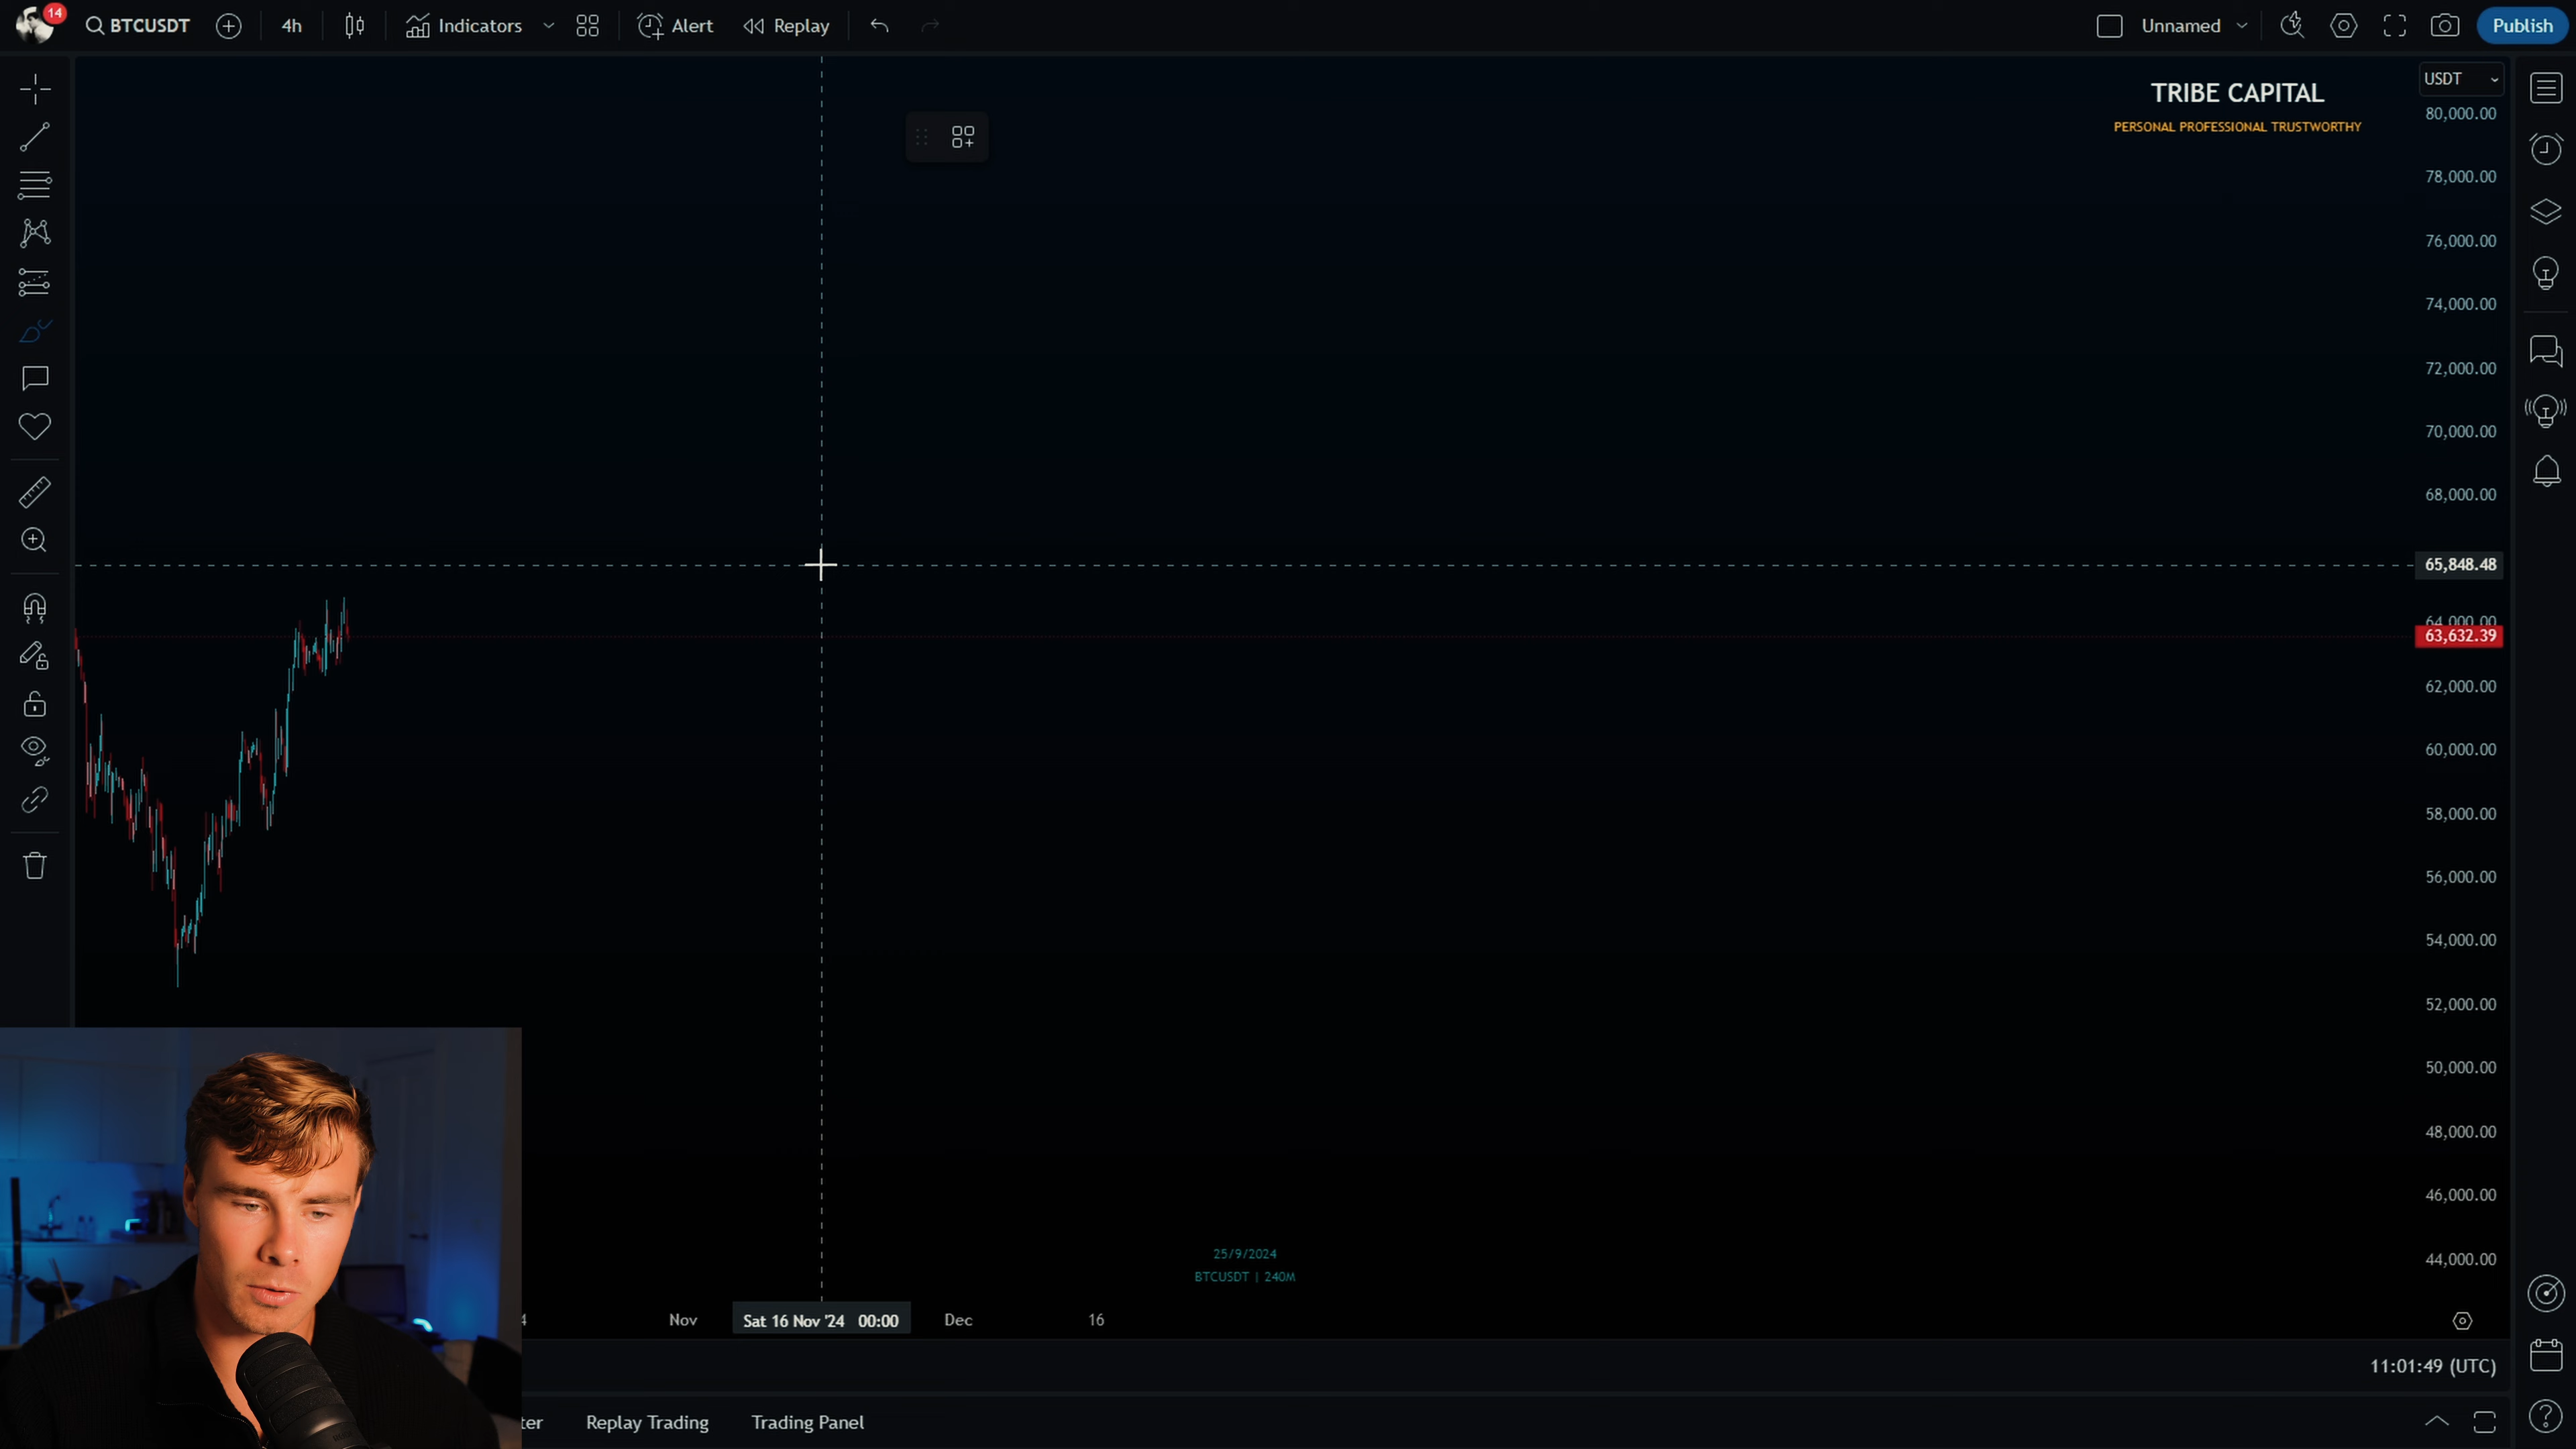 14
BTCUSDT
4h
Indicators
Alert
Replay
Unnamed
Publish
TRIBE CAPITAL
PERSONAL PROFESSIONAL TRUSTWORTHY
USDT
80,000.00
78,000.00
76,000.00
74,000.00
72,000.00
70,000.00
68,000.00
65,848.48
64,000.00
63,632.39
62,000.00
60,000.00
58,000.00
56,000.00
54,000.00
52,000.00
50,000.00
48,000.00
46,000.00
44,000.00
25/9/2024
BTCUSDT | 240M
4
Nov
Sat 16 Nov '24 00:00
Dec
16
11:01:49 (UTC)
ter
Replay Trading
Trading Panel